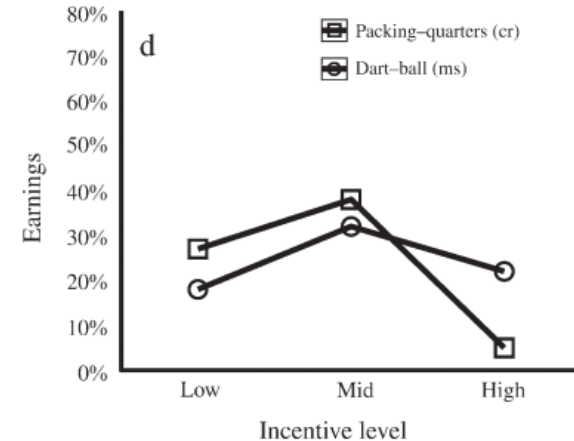 80%
d
Packing–quarters (cr)
70%
Dart–ball (ms)
60%
50%
40%
30%
20%
10%
0%
Earnings
Low Mid High
Incentive level